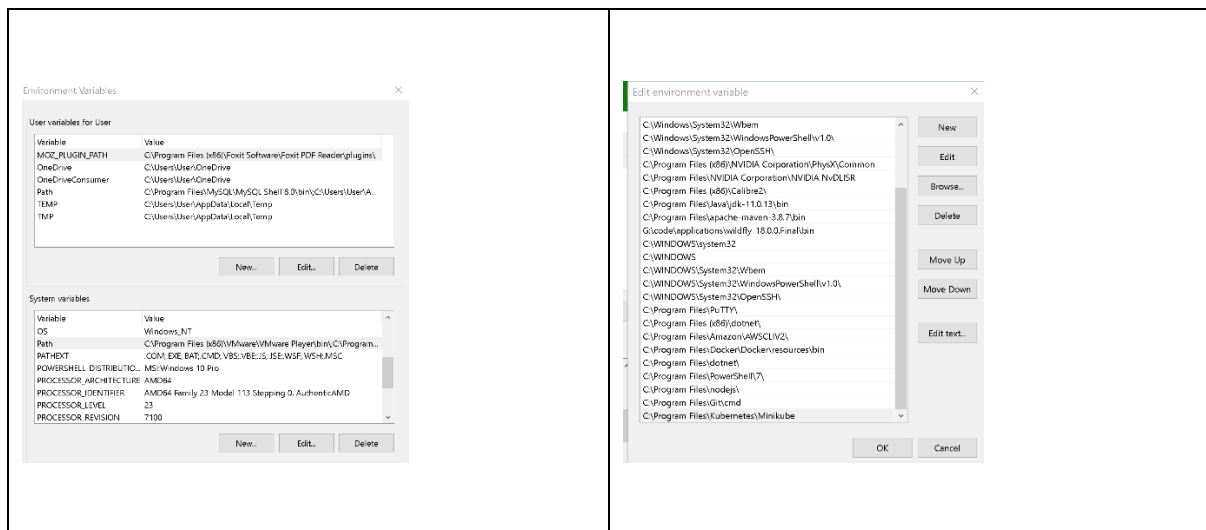 Environment Variables
User variables for User
Variable Value
MOZ_PLUGIN_PATH C:\Program Files (x86)\Foxit Software\Foxit PDF Reader\plugins\
OneDrive C:\Users\User\OneDrive
OneDriveConsumer C:\Users\User\OneDrive
Path C:\Program Files\MySQL\MySQL Shell 8.0\bin\;C:\Users\User\A...
TEMP C:\Users\User\AppData\Local\Temp
TMP C:\Users\User\AppData\Local\Temp
New... Edit... Delete
System variables
Variable Value
OS Windows_NT
Path C:\Program Files (x86)\VMware\VMware Player\bin\;C:\Program...
PATHEXT .COM;.EXE;.BAT;.CMD;.VBS;.VBE;.JS;.JSE;.WSF;.WSH;.MSC
POWERSHELL_DISTRIBUTIO... MSI:Windows 10 Pro
PROCESSOR_ARCHITECTURE AMD64
PROCESSOR_IDENTIFIER AMD64 Family 23 Model 113 Stepping 0, AuthenticAMD
PROCESSOR_LEVEL 23
PROCESSOR_REVISION 7100
New... Edit... Delete
Edit environment variable
C:\Windows\System32\Wbem
C:\Windows\System32\WindowsPowerShell\v1.0\
C:\Windows\System32\OpenSSH\
C:\Program Files (x86)\NVIDIA Corporation\PhysX\Common
C:\Program Files\NVIDIA Corporation\NVIDIA NvDLISR
C:\Program Files (x86)\Calibre2\
C:\Program Files\Java\jdk-11.0.13\bin
C:\Program Files\apache-maven-3.8.7\bin
G:\code\applications\wildfly-18.0.0.Final\bin
C:\WINDOWS\system32
C:\WINDOWS
C:\WINDOWS\System32\Wbem
C:\WINDOWS\System32\WindowsPowerShell\v1.0\
C:\WINDOWS\System32\OpenSSH\
C:\Program Files\PuTTY\
C:\Program Files (x86)\dotnet\
C:\Program Files\Amazon\AWSCLIV2\
C:\Program Files\Docker\Docker\resources\bin
C:\Program Files\dotnet\
C:\Program Files\PowerShell\7\
C:\Program Files\nodejs\
C:\Program Files\Git\cmd
C:\Program Files\Kubernetes\Minikube
New
Edit
Browse...
Delete
Move Up
Move Down
Edit text...
OK Cancel